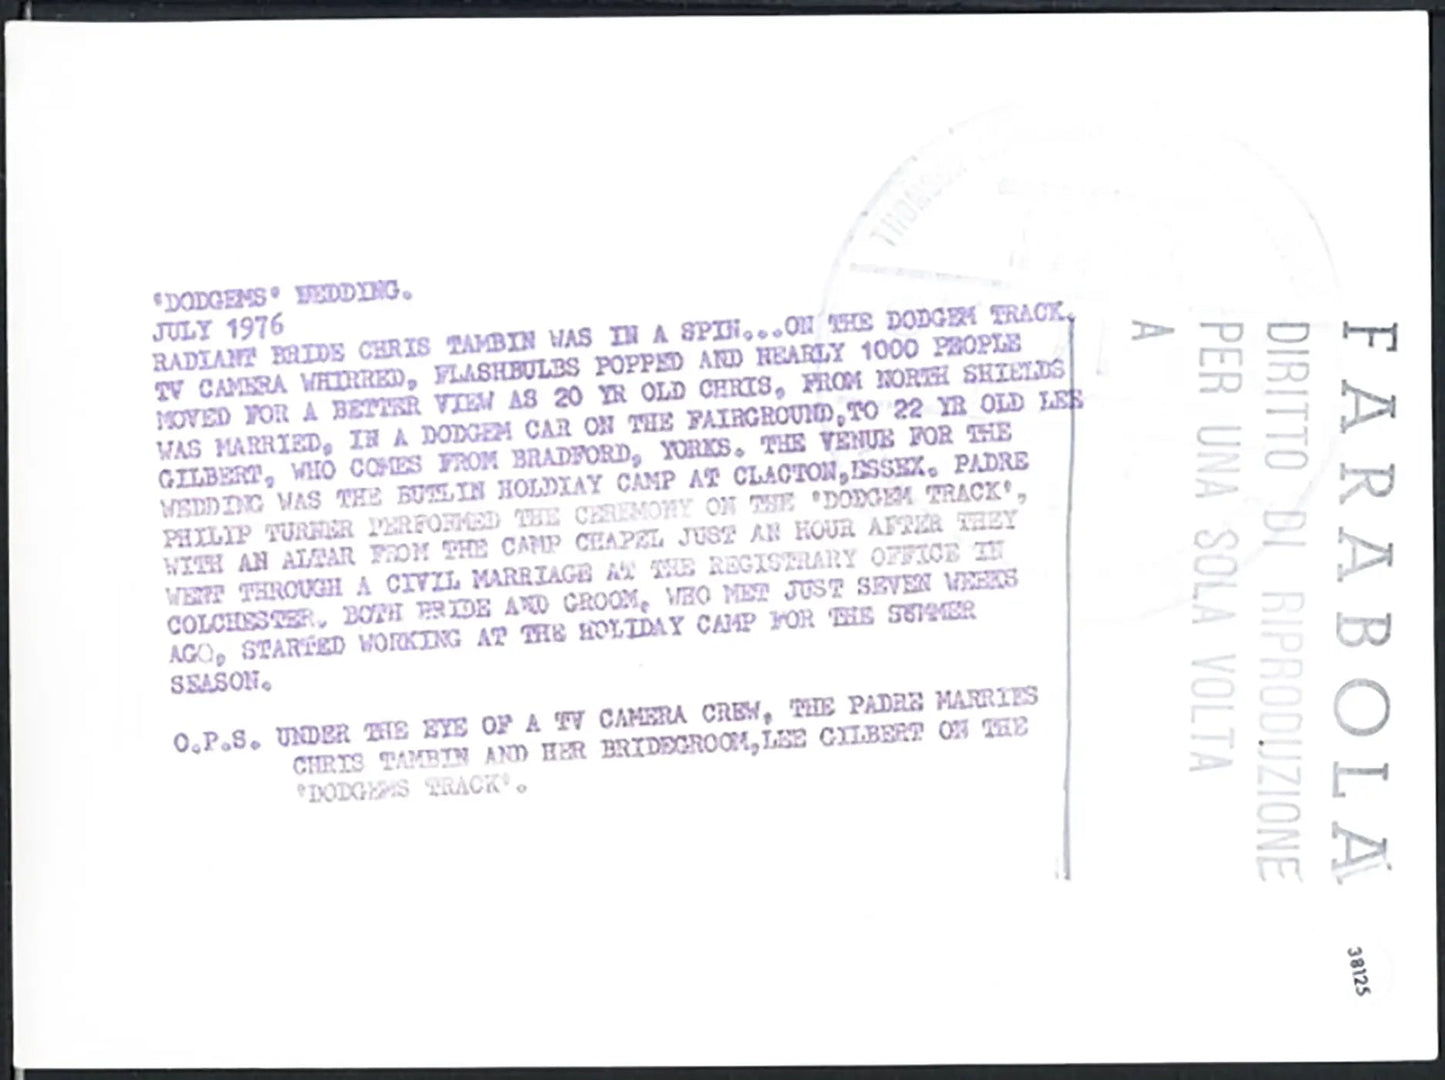 'DODGEMS' WEDDING.
JULY 1976
RADIANT BRIDE CHRIS TAMBIN WAS IN A SPIN...ON THE DODGEM TRACK.
TV CAMERA WHIRRED, FLASHBULBS POPPED AND NEARLY 1000 PEOPLE
MOVED FOR A BETTER VIEW AS 20 YR OLD CHRIS, FROM NORTH SHIELDS
WAS MARRIED, IN A DODGEM CAR ON THE FAIRGROUND,TO 22 YR OLD LEE
GILBERT, WHO COMES FROM BRADFORD, YORKS. THE VENUE FOR THE
WEDDING WAS THE BUTLIN HOLDIAY CAMP AT CLACTON,ESSEX. PADRE
PHILIP TURNER PERFORMED THE CEREMONY ON THE 'DODGEM TRACK',
WITH AN ALTAR FROM THE CAMP CHAPEL JUST AN HOUR AFTER THEY
WENT THROUGH A CIVIL MARRIAGE AT THE REGISTRARY OFFICE IN
COLCHESTER. BOTH BRIDE AND GROOM, WHO MET JUST SEVEN WEEKS
AGO, STARTED WORKING AT THE HOLIDAY CAMP FOR THE SUMMER
SEASON.
O.P.S. UNDER THE EYE OF A TV CAMERA CREW, THE PADRE MARRIES
CHRIS TAMBIN AND HER BRIDEGROOM,LEE GILBERT ON THE
'DODGEMS TRACK'.
FARABOLA
DIRITTO DI RIPRODUZIONE
PER UNA SOLA VOLTA
A
38125
THOMSON